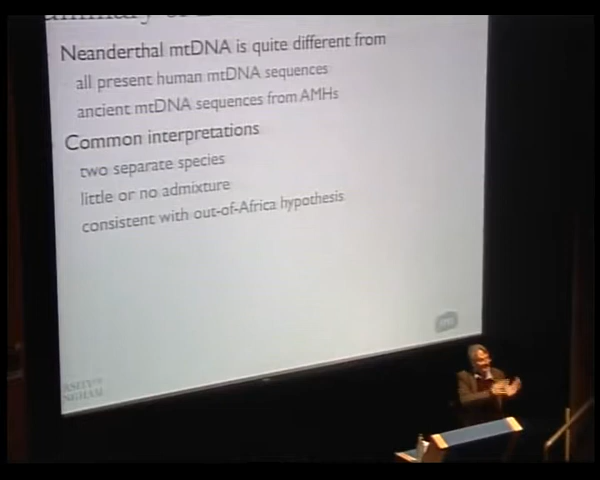 Neanderthal mtDNA is quite different from
all present human mtDNA sequences
ancient mtDNA sequences from AMHs
Common interpretations
two separate species
little or no admixture
consistent with out-of-Africa hypothesis